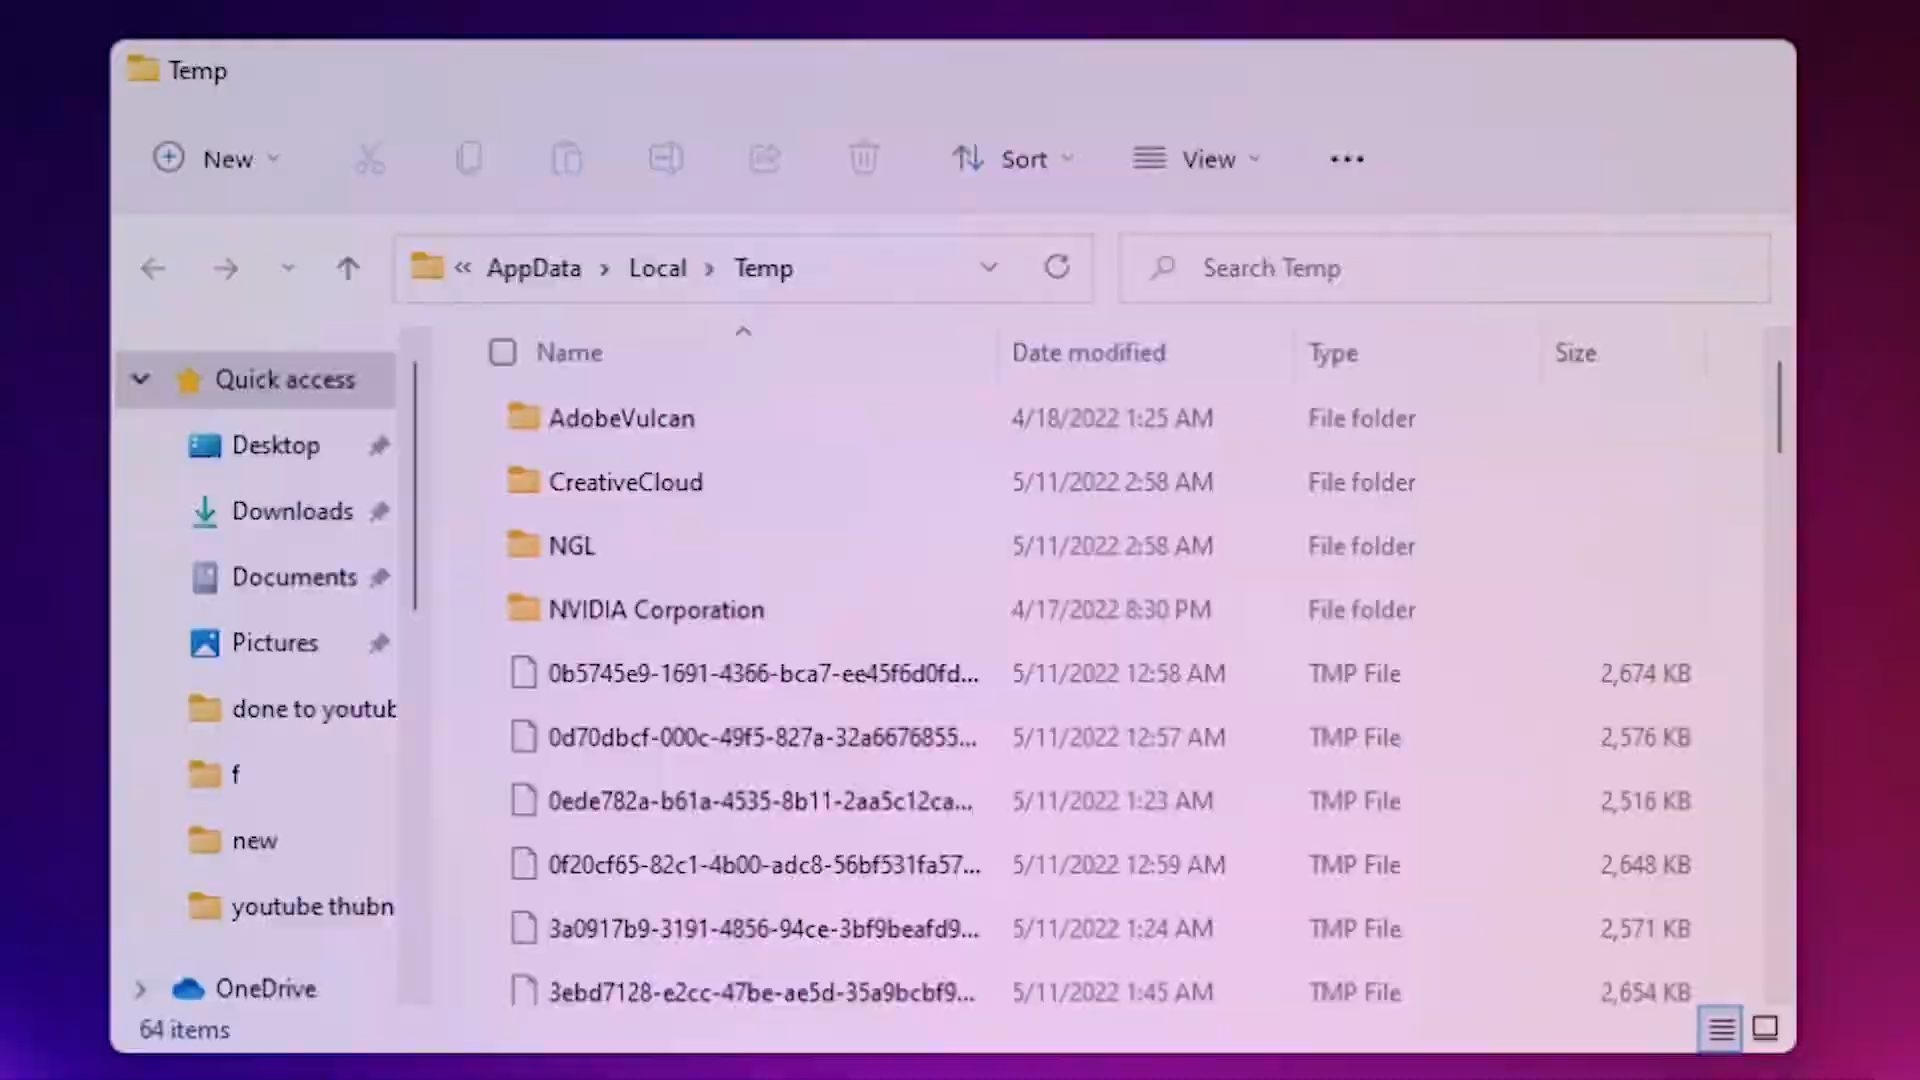 Temp
New
Sort
View
« AppData > Local > Temp
Search Temp
Name Date modified Type Size
Quick access
Desktop
Downloads
Documents
Pictures
done to youtub
f
new
youtube thubn
OneDrive
AdobeVulcan 4/18/2022 1:25 AM File folder
CreativeCloud 5/11/2022 2:58 AM File folder
NGL 5/11/2022 2:58 AM File folder
NVIDIA Corporation 4/17/2022 8:30 PM File folder
0b5745e9-1691-4366-bca7-ee45f6d0fd... 5/11/2022 12:58 AM TMP File 2,674 KB
0d70dbcf-000c-49f5-827a-32a6676855... 5/11/2022 12:57 AM TMP File 2,576 KB
0ede782a-b61a-4535-8b11-2aa5c12ca... 5/11/2022 1:23 AM TMP File 2,516 KB
0f20cf65-82c1-4b00-adc8-56bf531fa57... 5/11/2022 12:59 AM TMP File 2,648 KB
3a0917b9-3191-4856-94ce-3bf9beafd9... 5/11/2022 1:24 AM TMP File 2,571 KB
3ebd7128-e2cc-47be-ae5d-35a9bcbf9... 5/11/2022 1:45 AM TMP File 2,654 KB
64 items